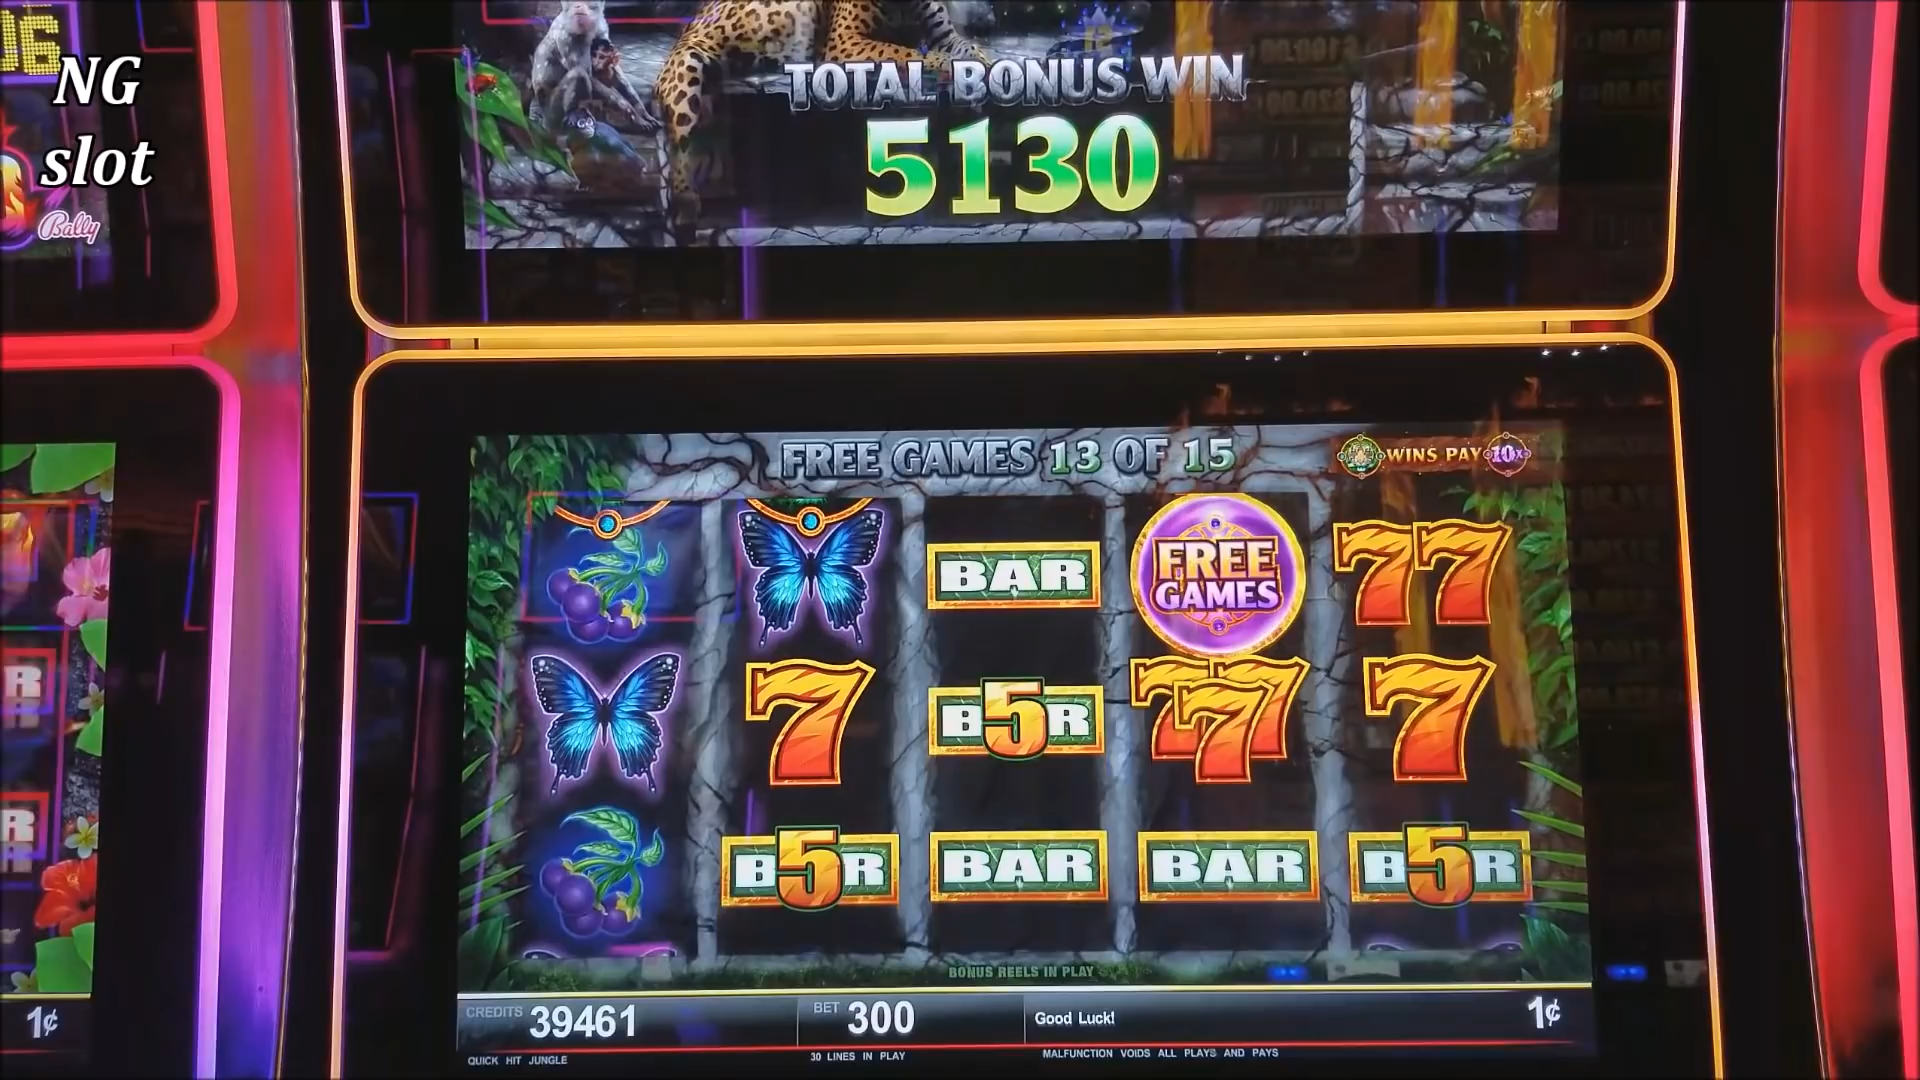 NG
slot
Bally
TOTAL BONUS WIN
5130
FREE GAMES 13 OF 15
WINS PAY 10x
BAR
FREE
GAMES
77
7
B5R
777
7
B5R
BAR
BAR
B5R
BONUS REELS IN PLAY
CREDITS 39461
BET 300
Good Luck!
1¢
1¢
QUICK HIT JUNGLE
30 LINES IN PLAY
MALFUNCTION VOIDS ALL PLAYS AND PAYS